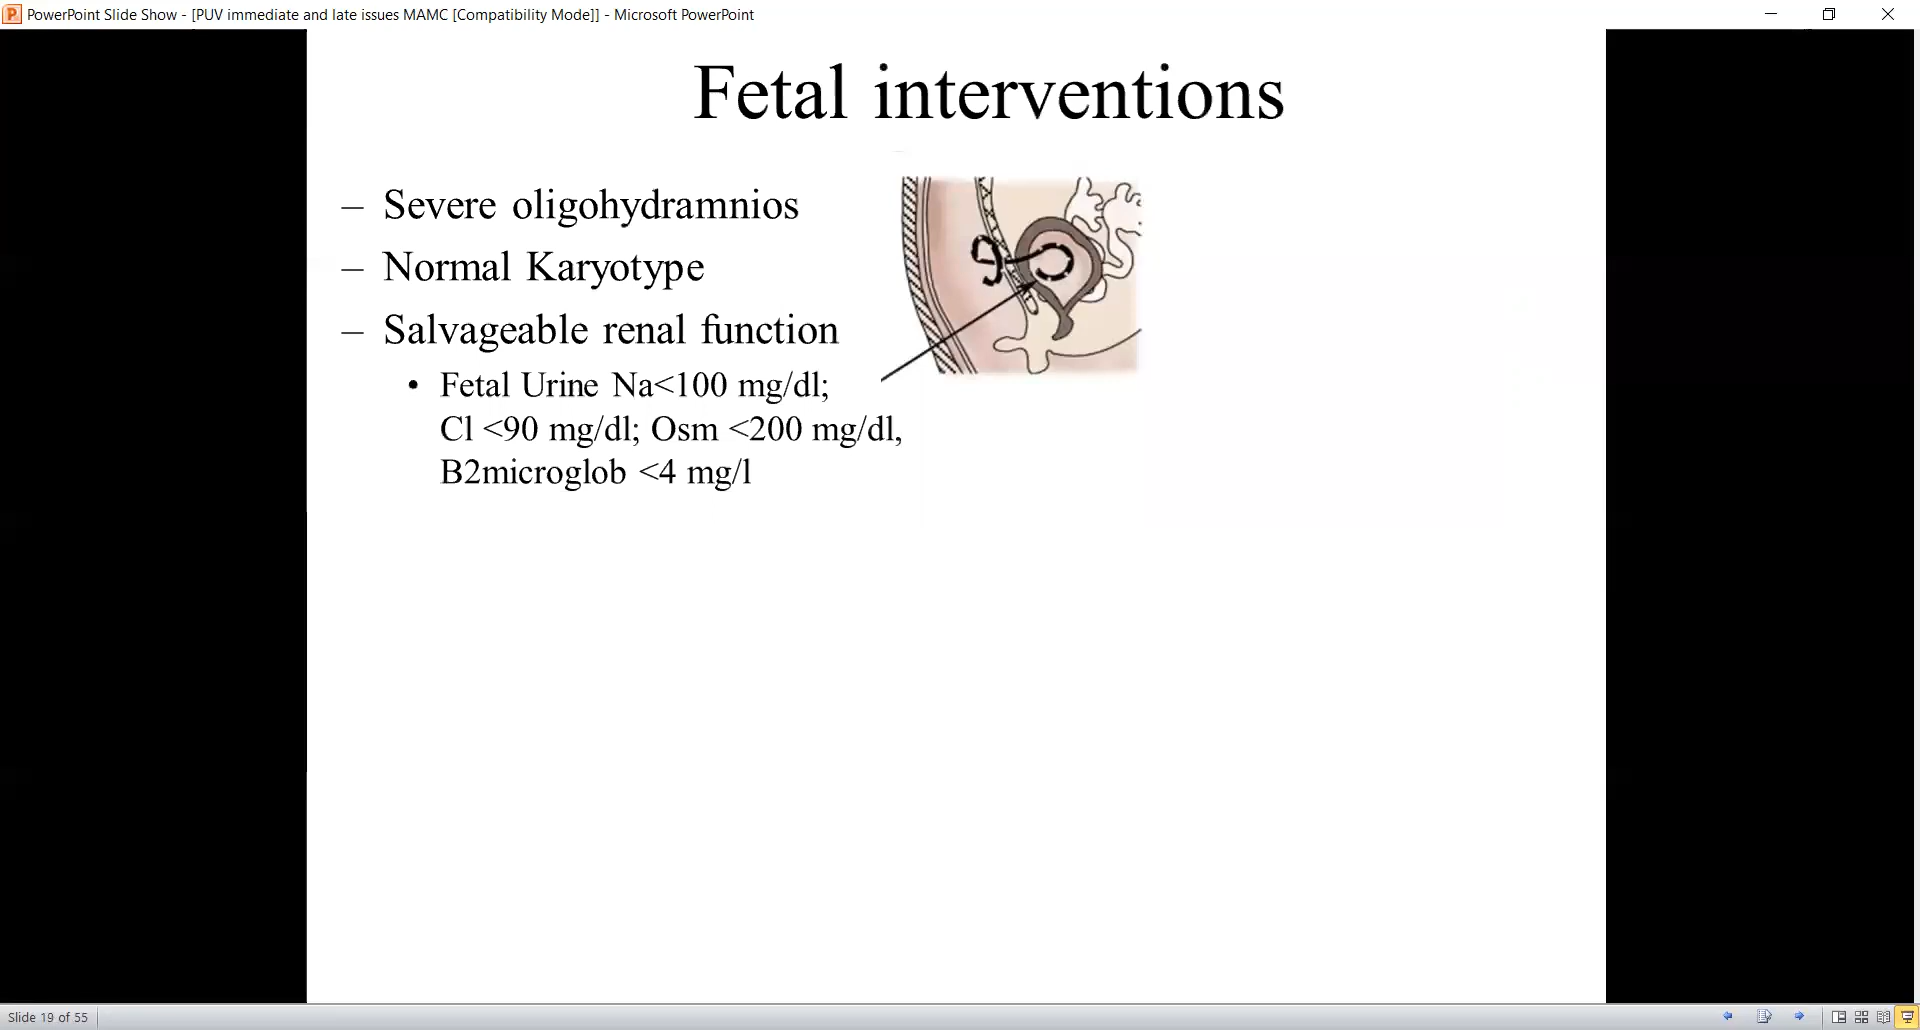 PowerPoint Slide Show - [PUV immediate and late issues MAMC [Compatibility Mode]] - Microsoft PowerPoint
Fetal interventions
– Severe oligohydramnios
– Normal Karyotype
– Salvageable renal function
• Fetal Urine Na<100 mg/dl;
Cl <90 mg/dl; Osm <200 mg/dl,
B2microglob <4 mg/l
Slide 19 of 55